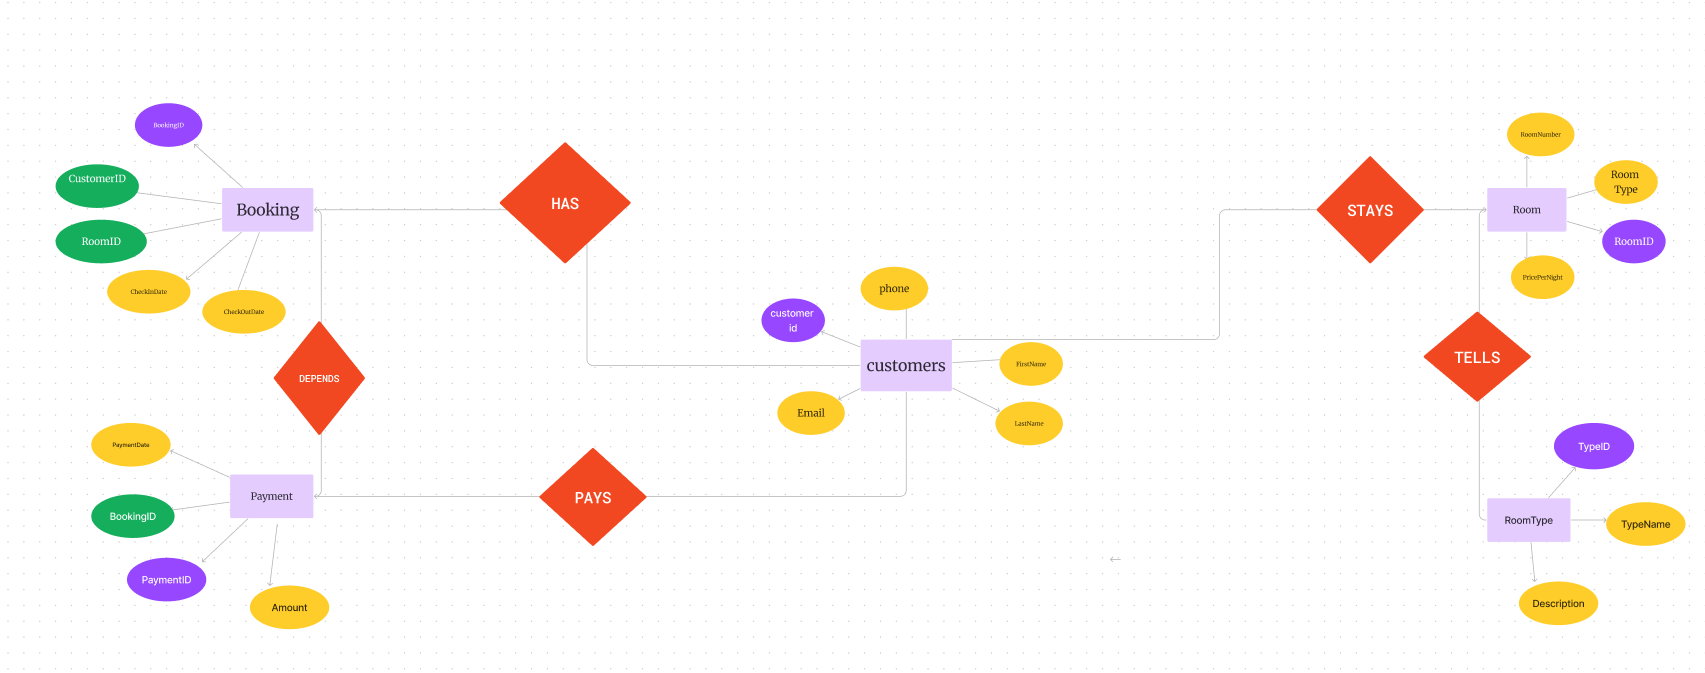 BookingID
CustomerID
Booking
RoomID
CheckInDate
CheckOutDate
HAS
STAYS
RoomNumber
Room
Type
Room
RoomID
PricePerNight
phone
customer
id
customers
FirstName
Email
LastName
DEPENDS
TELLS
PaymentDate
Payment
BookingID
PaymentID
Amount
PAYS
TypeID
RoomType
TypeName
Description